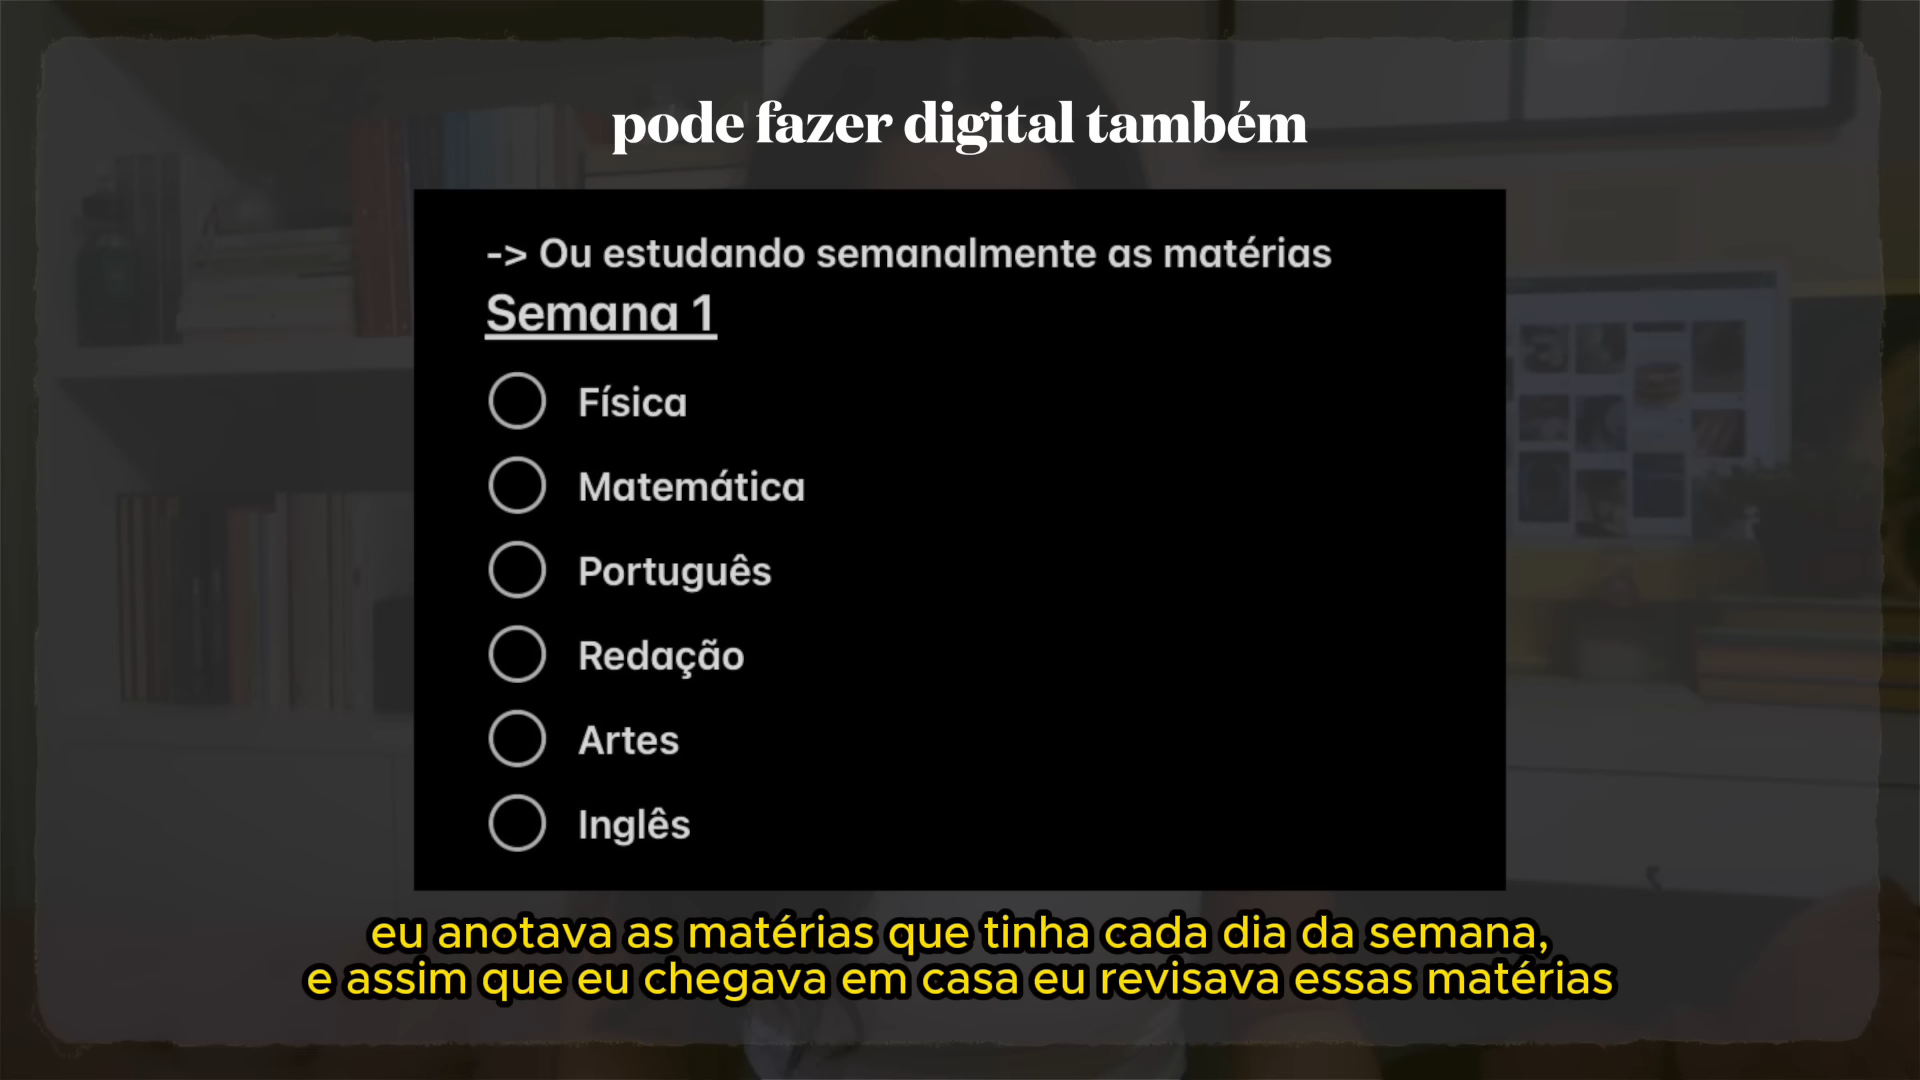 pode fazer digital também
-> Ou estudando semanalmente as matérias
Semana 1
Física
Matemática
Português
Redação
Artes
Inglês
eu anotava as matérias que tinha cada dia da semana,
e assim que eu chegava em casa eu revisava essas matérias